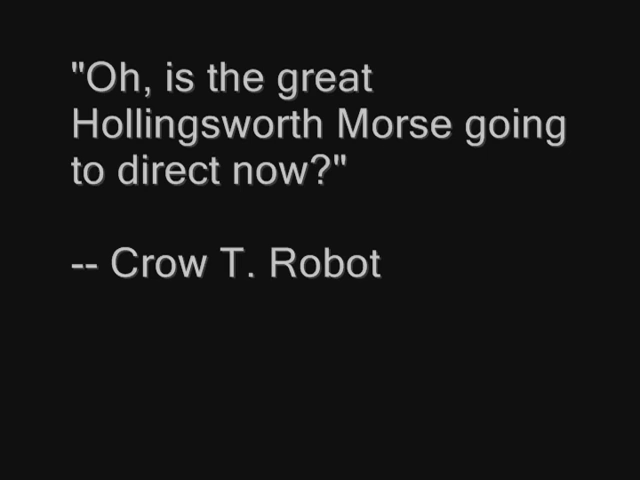 "Oh, is the great
Hollingsworth Morse going
to direct now?"
-- Crow T. Robot